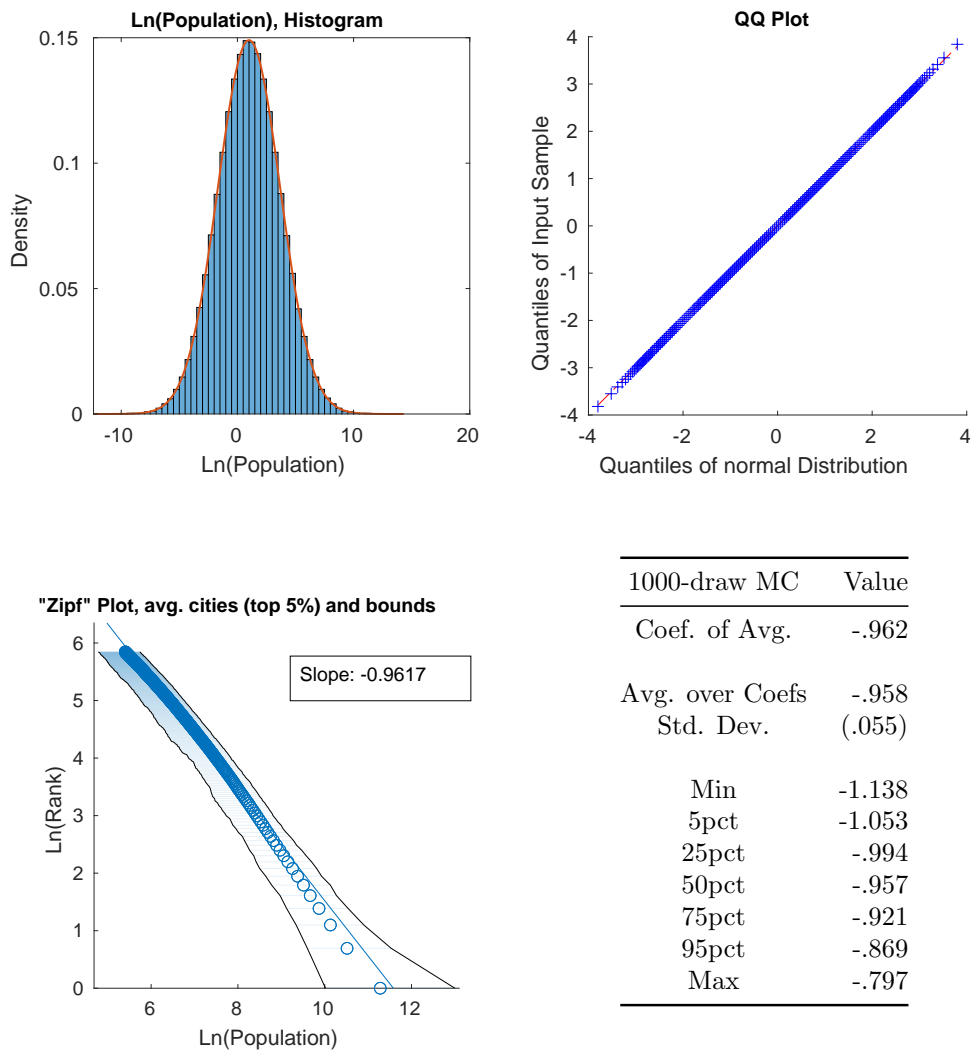 Ln(Population), Histogram
0.15
0.1
0.05
0
Density
-10
0
10
20
Ln(Population)
QQ Plot
4
3
2
1
0
-1
-2
-3
-4
Quantiles of Input Sample
-4
-2
0
2
4
Quantiles of normal Distribution
"Zipf" Plot, avg. cities (top 5%) and bounds
6
5
4
3
2
1
0
Ln(Rank)
Slope: -0.9617
6
8
10
12
Ln(Population)
1000-draw MC Value
Coef. of Avg. -.962
Avg. over Coefs -.958
Std. Dev. (.055)
Min -1.138
5pct -1.053
25pct -.994
50pct -.957
75pct -.921
95pct -.869
Max -.797